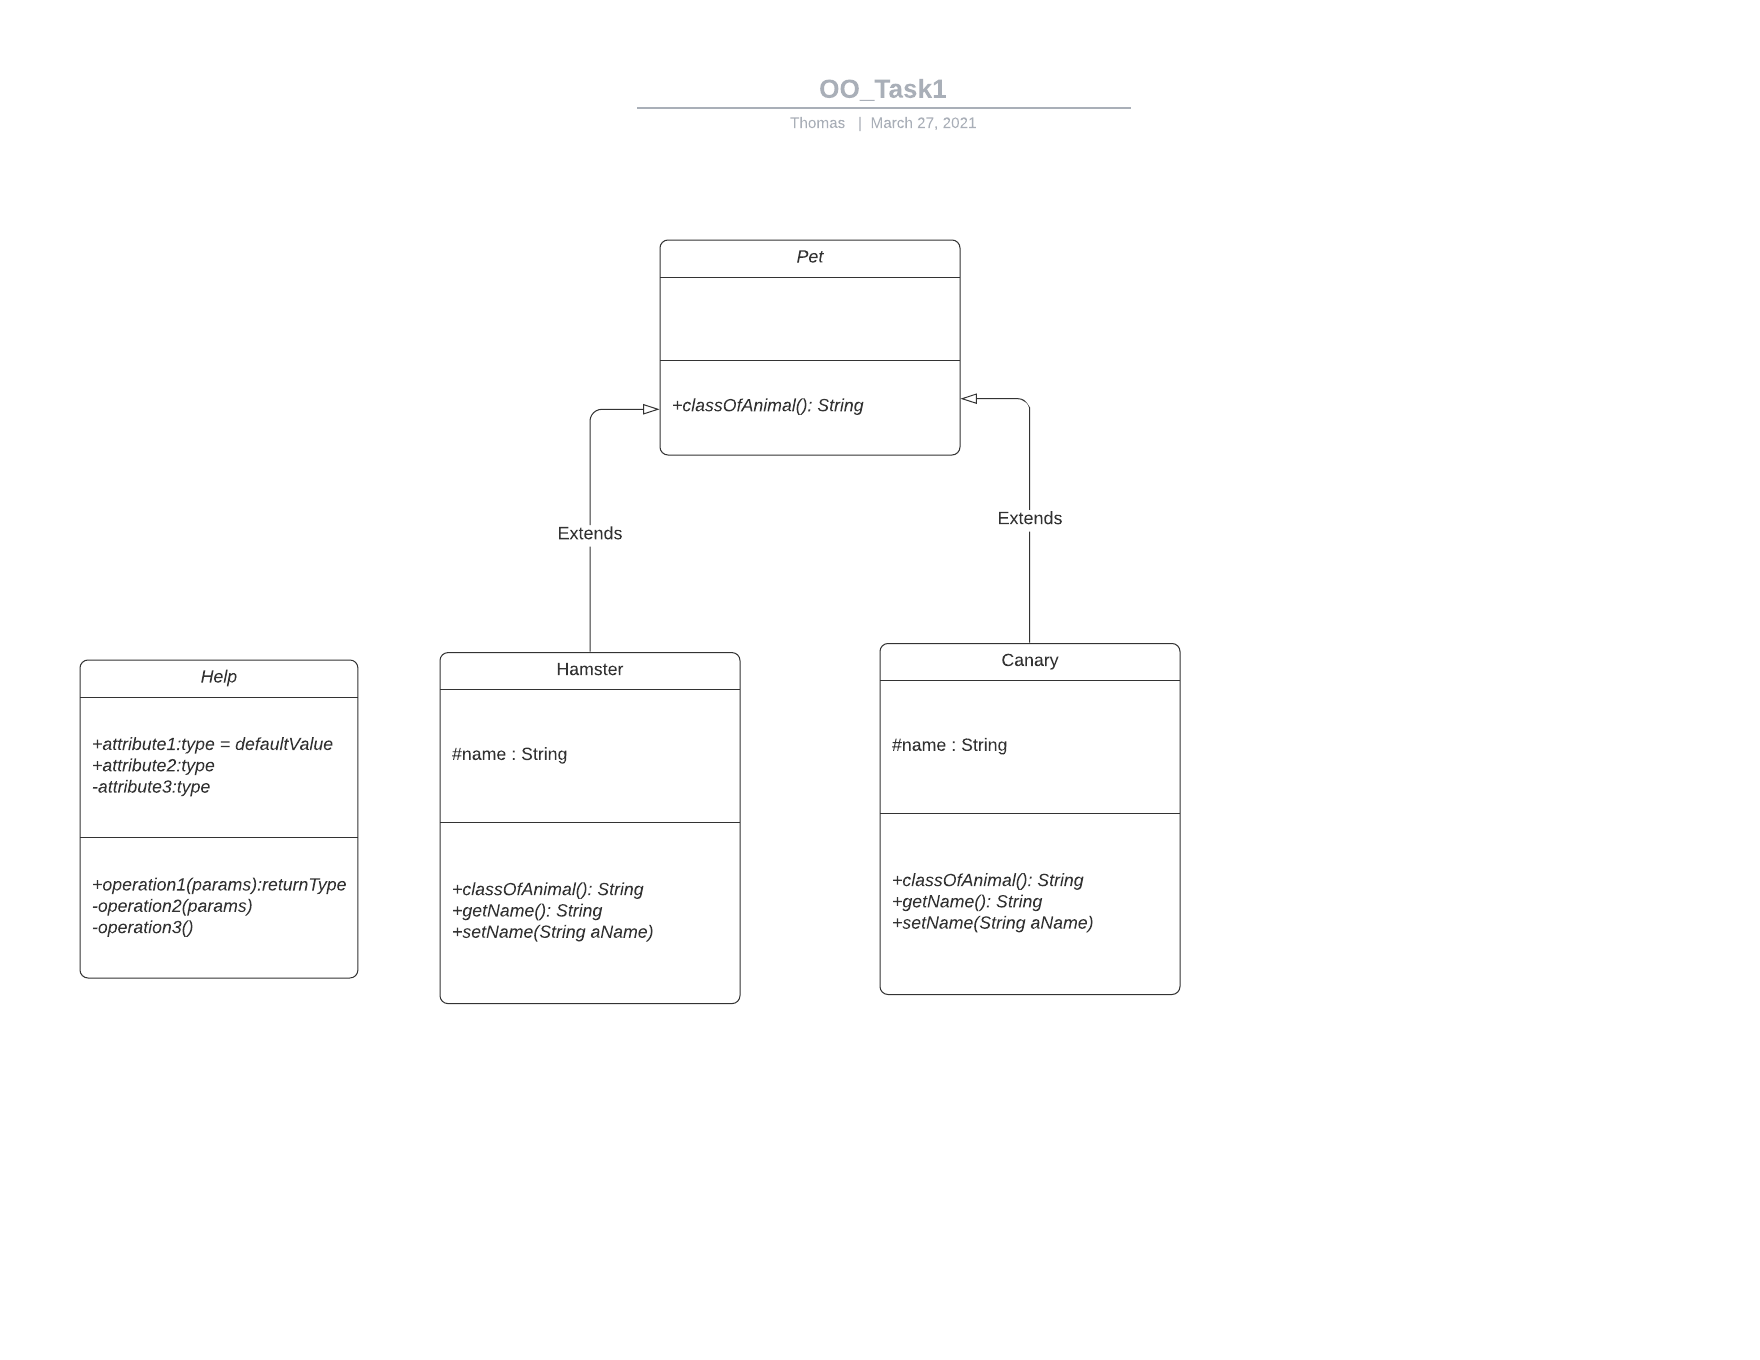 OO_Task1
Thomas | March 27, 2021
Pet
+classOfAnimal(): String
Extends
Extends
Help
+attribute1:type = defaultValue
+attribute2:type
-attribute3:type
+operation1(params):returnType
-operation2(params)
-operation3()
Hamster
#name : String
+classOfAnimal(): String
+getName(): String
+setName(String aName)
Canary
#name : String
+classOfAnimal(): String
+getName(): String
+setName(String aName)